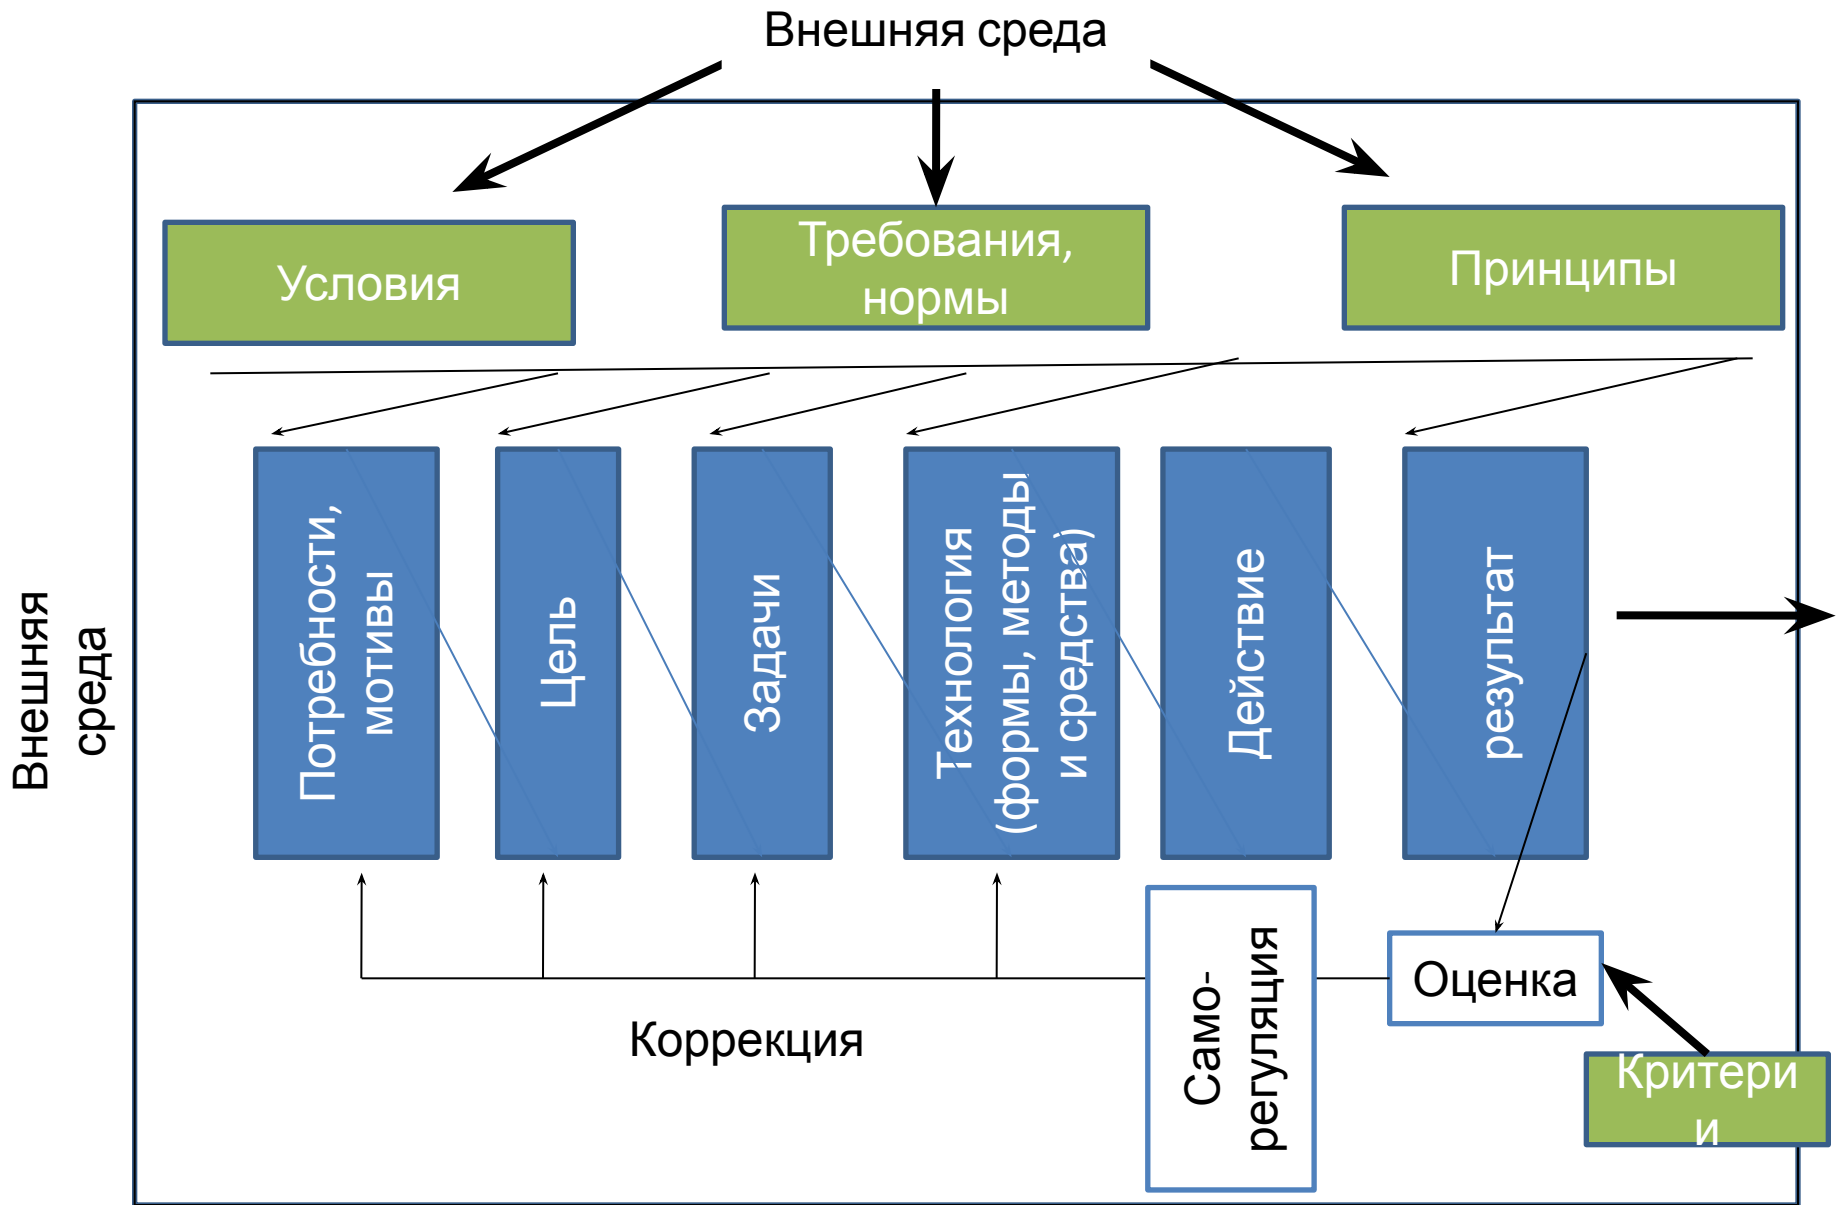 Внешняя среда
Условия
Требования,
нормы
Принципы
Внешняя
среда
Потребности,
мотивы
Цель
Задачи
Технология
(формы, методы
и средства)
Действие
результат
Само-
регуляция
Оценка
Коррекция
Критери
и